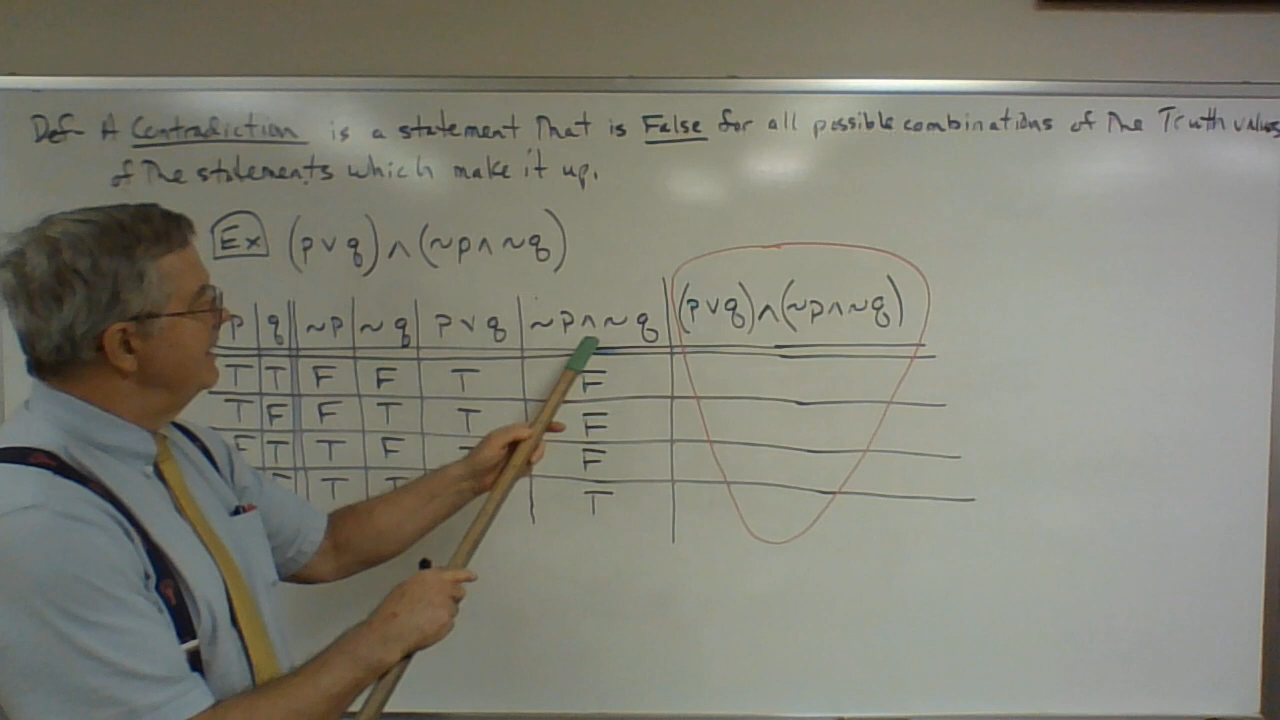 Def- A Contradiction is a statement That is False for all possible combinations of The Truth values
of The statements which make it up.
Ex (p ∨ q) ∧ (~p ∧ ~q)
p q ~p ~q p ∨ q ~p ∧ ~q (p ∨ q) ∧ (~p ∧ ~q)
T T F F T F
T F F T T F
F T T F F
T T T